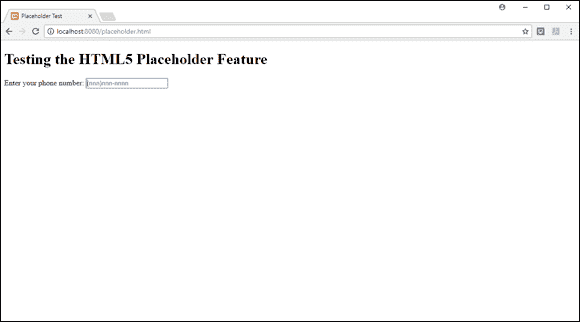 Placeholder Test
localhost:8080/placeholder.html
Testing the HTML5 Placeholder Feature
Enter your phone number: (nnn)nnn-nnnn